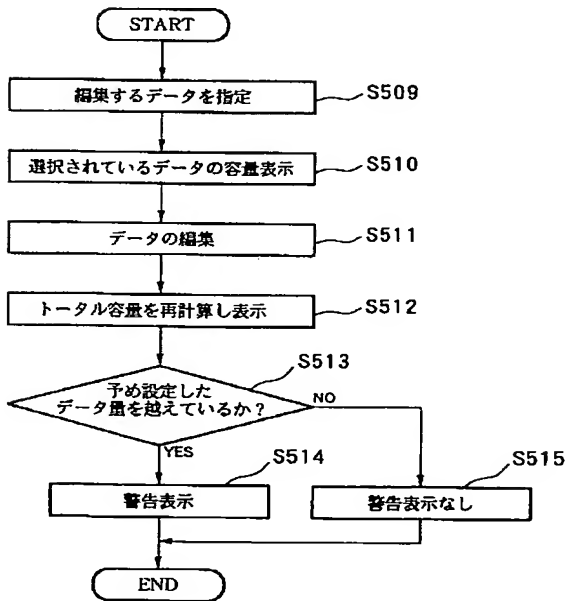 START
編集するデータを指定
S509
選択されているデータの容量表示
S510
データの編集
S511
トータル容量を再計算し表示
S512
S513
予め設定した
データ量を越えているか？
NO
YES
S514
S515
警告表示
警告表示なし
END